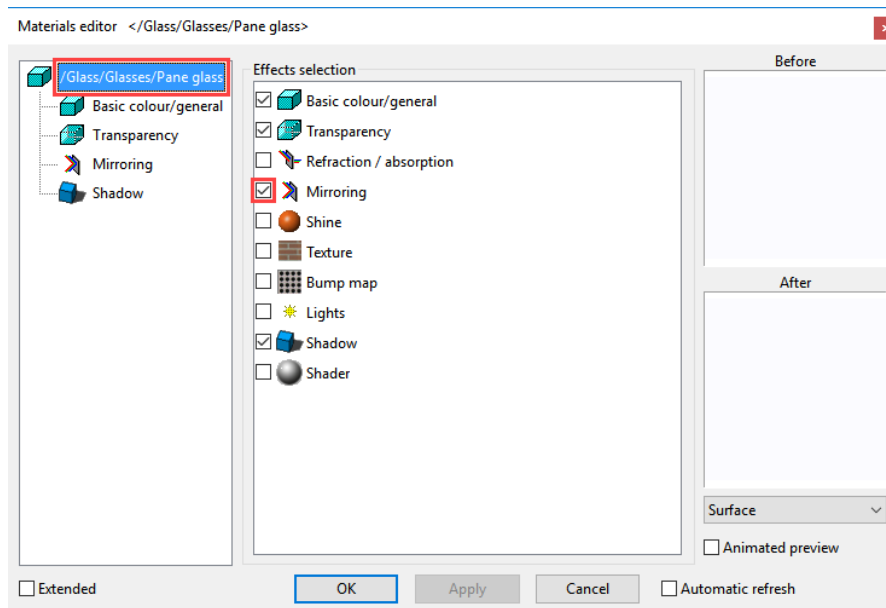 Materials editor </Glass/Glasses/Pane glass>
/Glass/Glasses/Pane glass
Basic colour/general
Transparency
Mirroring
Shadow
Effects selection
Basic colour/general
Transparency
Refraction / absorption
Mirroring
Shine
Texture
Bump map
Lights
Shadow
Shader
Before
After
Surface
Animated preview
Extended
OK
Apply
Cancel
Automatic refresh